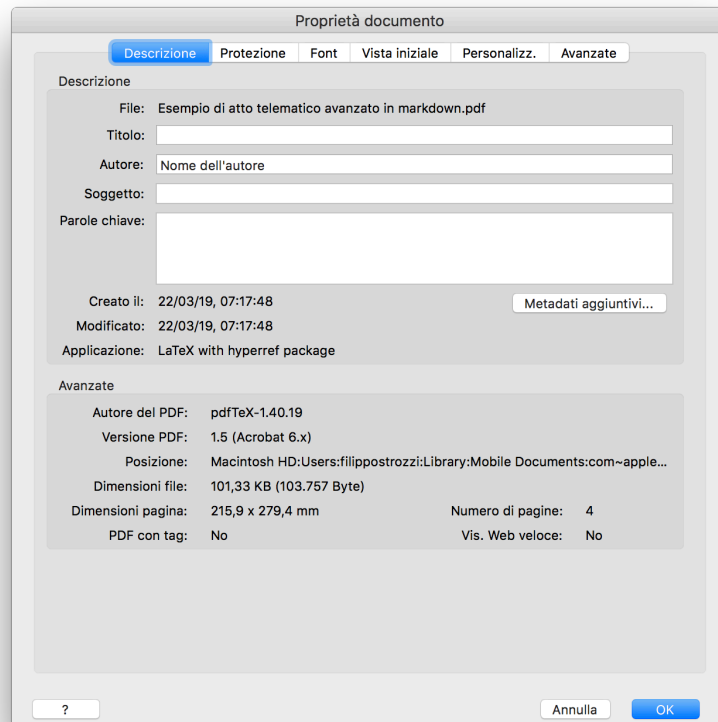 Proprietà documento
Descrizione Protezione Font Vista iniziale Personalizz. Avanzate
Descrizione
File: Esempio di atto telematico avanzato in markdown.pdf
Titolo:
Autore: Nome dell'autore
Soggetto:
Parole chiave:
Creato il: 22/03/19, 07:17:48 Metadati aggiuntivi...
Modificato: 22/03/19, 07:17:48
Applicazione: LaTeX with hyperref package
Avanzate
Autore del PDF: pdfTeX-1.40.19
Versione PDF: 1.5 (Acrobat 6.x)
Posizione: Macintosh HD:Users:filippostrozzi:Library:Mobile Documents:com~apple...
Dimensioni file: 101,33 KB (103.757 Byte)
Dimensioni pagina: 215,9 x 279,4 mm Numero di pagine: 4
PDF con tag: No Vis. Web veloce: No
? Annulla OK